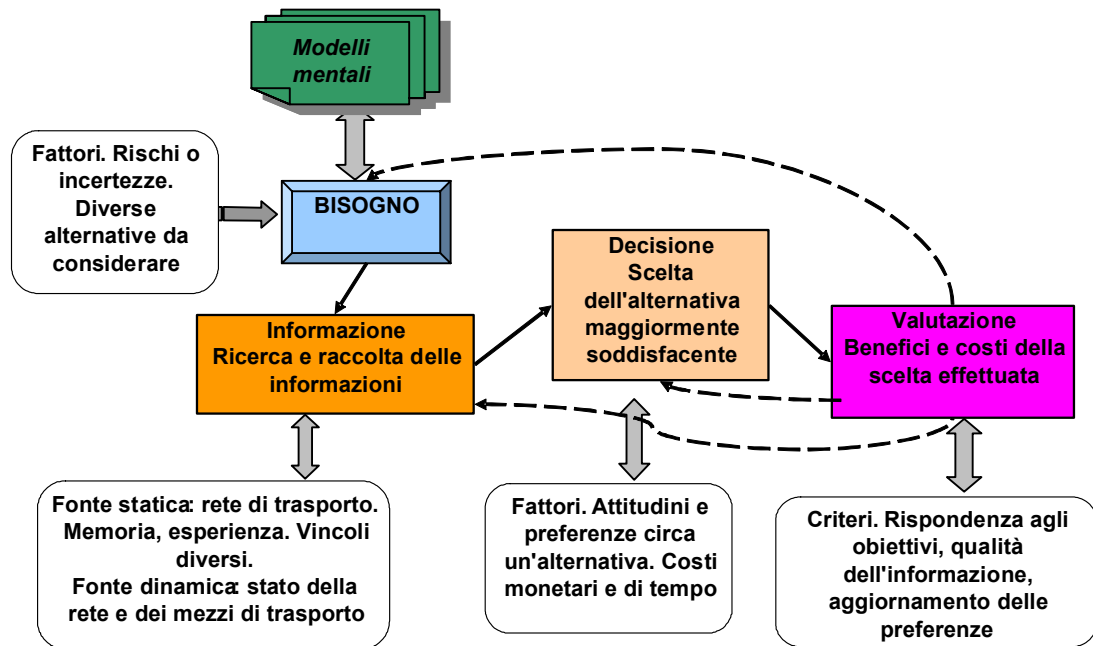 Modelli
mentali
Fattori. Rischi o
incertezze.
Diverse
alternative da
considerare
BISOGNO
Informazione
Ricerca e raccolta delle
informazioni
Decisione
Scelta
dell'alternativa
maggiormente
soddisfacente
Valutazione
Benefici e costi della
scelta effettuata
Fonte statica: rete di trasporto.
Memoria, esperienza. Vincoli
diversi.
Fonte dinamica: stato della
rete e dei mezzi di trasporto
Fattori. Attitudini e
preferenze circa
un'alternativa. Costi
monetari e di tempo
Criteri. Rispondenza agli
obiettivi, qualità
dell'informazione,
aggiornamento delle
preferenze